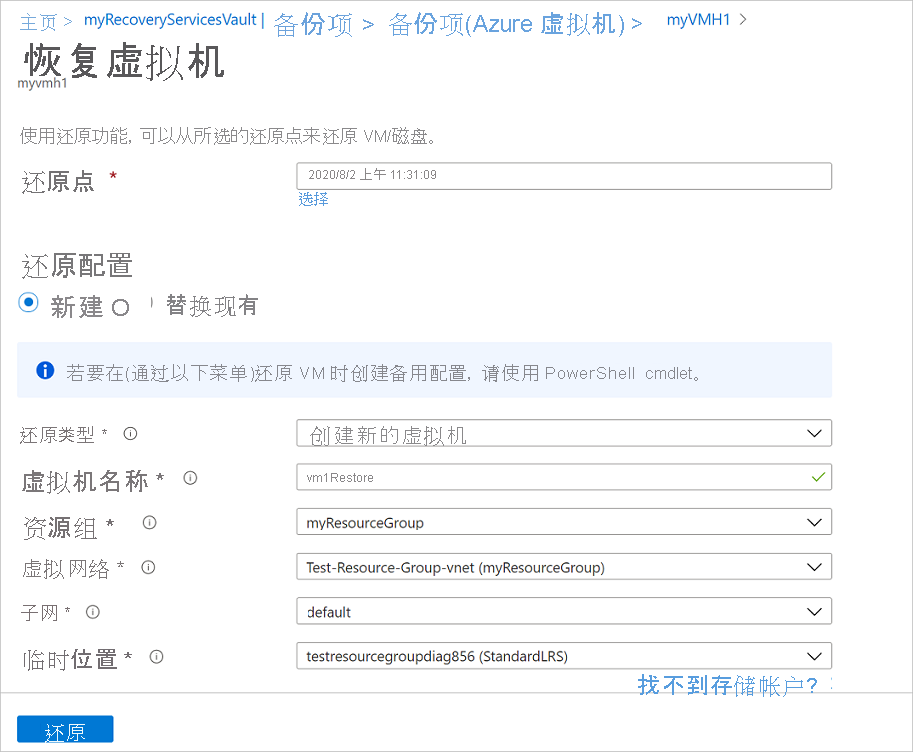 主页 > myRecoveryServicesVault | 备份项 > 备份项(Azure 虚拟机) > myVMH1 >
恢复虚拟机
myvmh1
使用还原功能, 可以从所选的还原点来还原 VM/磁盘。
还原点 *
2020/8/2 上午 11:31:09
选择
还原配置
新建 替换现有
若要在(通过以下菜单)还原 VM 时创建备用配置, 请使用 PowerShell cmdlet。
还原类型 * 创建新的虚拟机
虚拟机名称 * vm1Restore
资源组 * myResourceGroup
虚拟网络 * Test-Resource-Group-vnet (myResourceGroup)
子网 * default
临时位置 * testresourcegroupdiag856 (StandardLRS)
找不到存储帐户?
还原